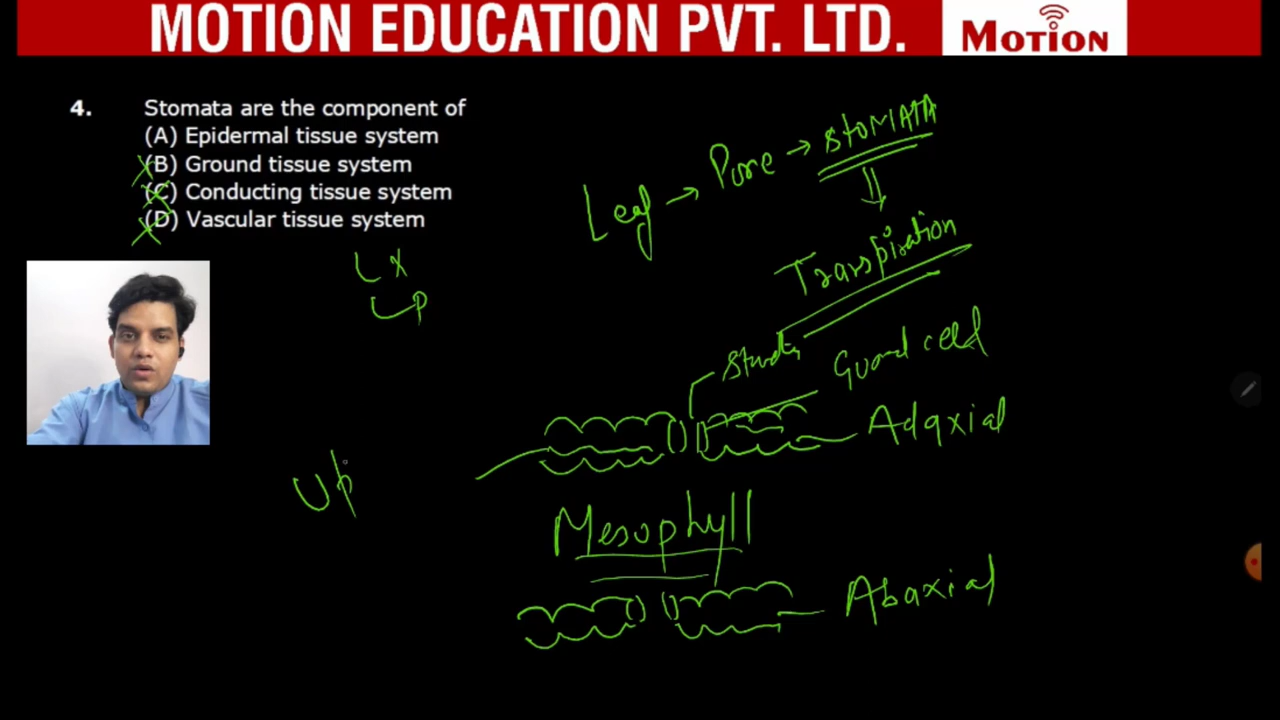 MOTION EDUCATION PVT. LTD.
MOTION
4. Stomata are the component of
(A) Epidermal tissue system
(B) Ground tissue system
(C) Conducting tissue system
(D) Vascular tissue system
Leaf → Pore → STOMATA
Transpiration
X
P
Guard cell
Adaxial
Up
Mesophyll
Abaxial